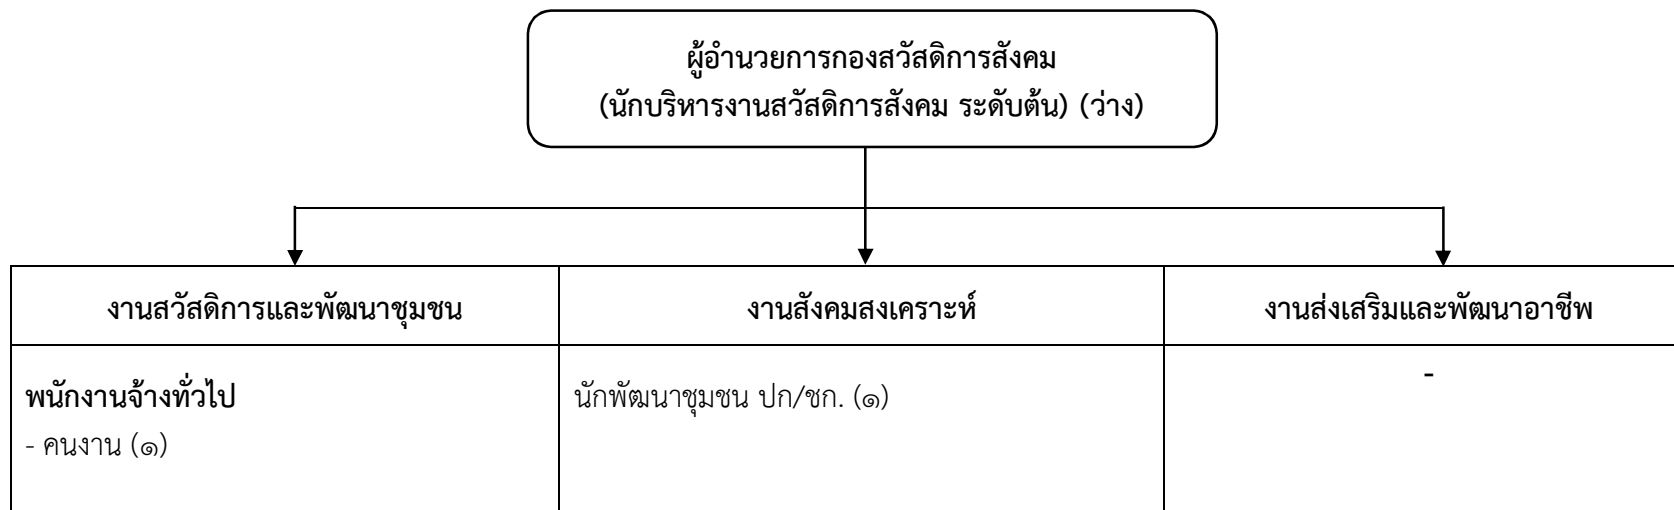 ผู้อำนวยการกองสวัสดิการสังคม
(นักบริหารงานสวัสดิการสังคม ระดับต้น) (ว่าง)
งานสวัสดิการและพัฒนาชุมชน
งานสังคมสงเคราะห์
งานส่งเสริมและพัฒนาอาชีพ
พนักงานจ้างทั่วไป
- คนงาน (๑)
นักพัฒนาชุมชน ปก/ชก. (๑)
-